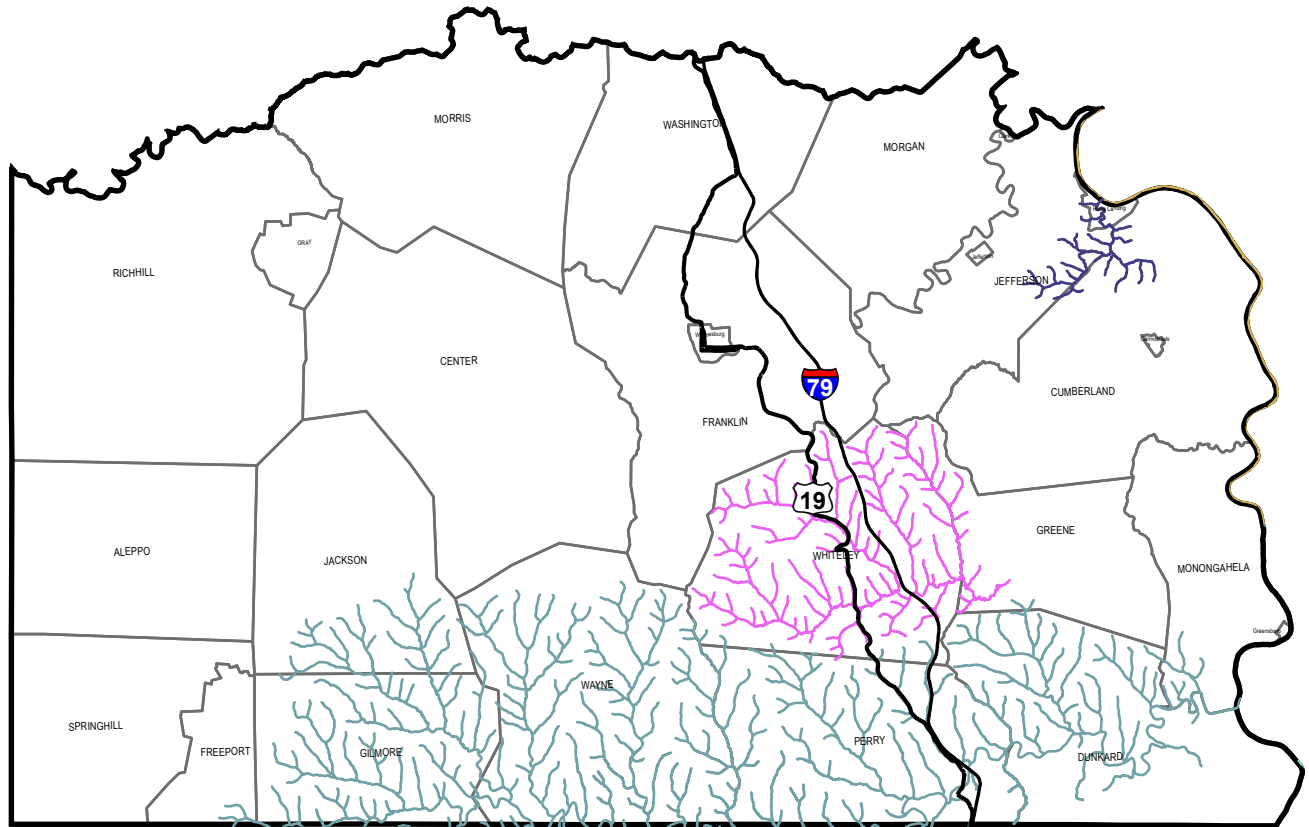 MORRIS
WASHINGTON
MORGAN
GRAY
RICHHILL
JEFFERSON
CENTER
79
CUMBERLAND
FRANKLIN
19
GREENE
ALEPPO
WHITELEY
JACKSON
MONONGAHELA
Greensboro
WAYNE
SPRINGHILL
PERRY
FREEPORT
GILMORE
DUNKARD